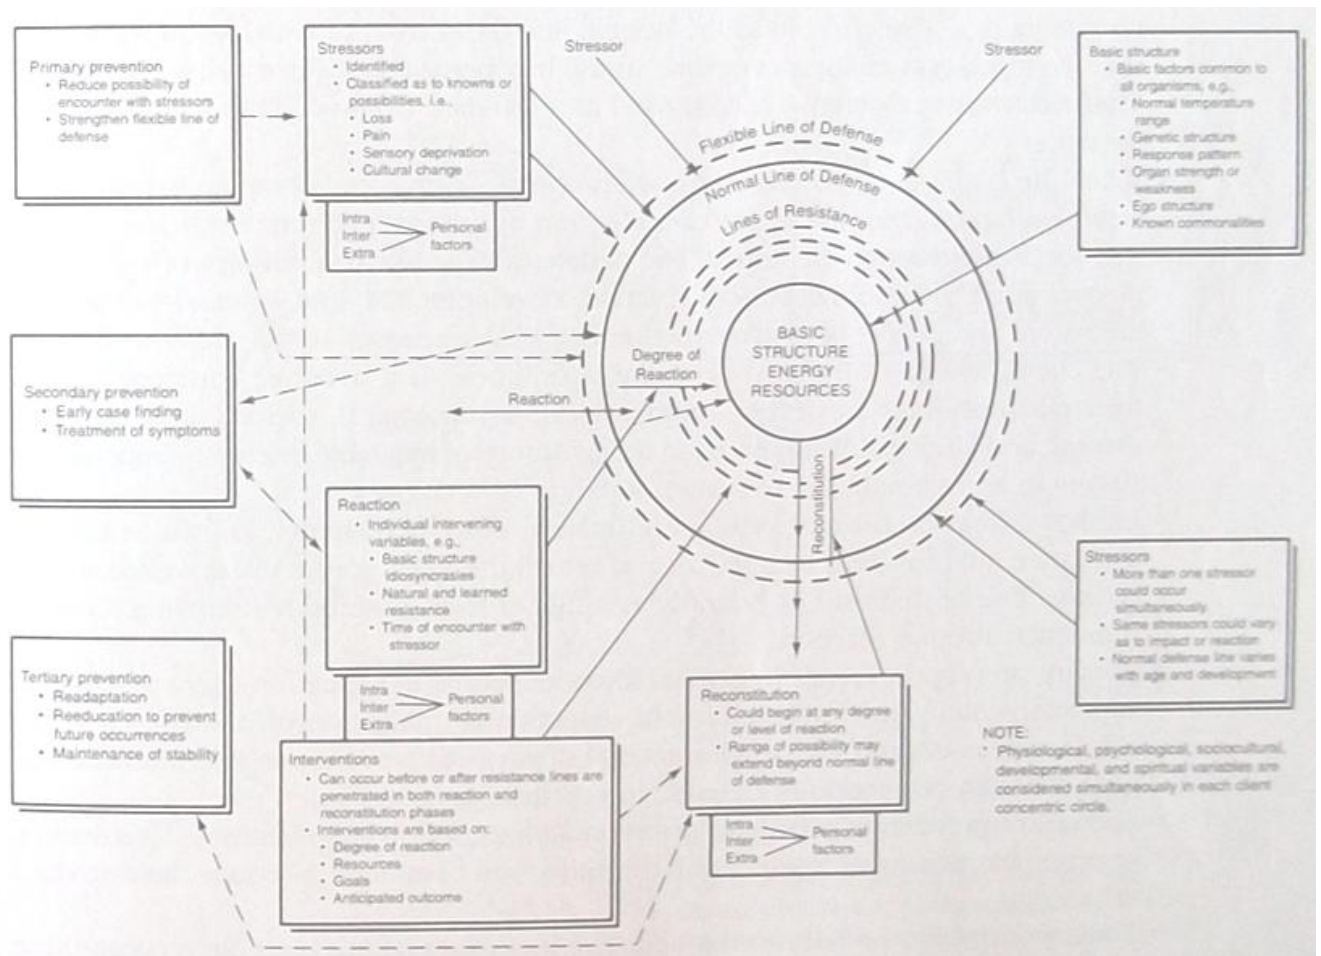 Primary prevention
• Reduce possibility of
encounter with stressors
• Strengthen flexible line of
defense
Stressors
• Identified
• Classified as to knowns or
possibilities, i.e.,
• Loss
• Pain
• Sensory deprivation
• Cultural change
Intra
Inter
Extra
Personal
factors
Stressor
Stressor
Basic structure
• Basic factors common to
all organisms, e.g.,
• Normal temperature
range
• Genetic structure
• Response pattern
• Organ strength or
weakness
• Ego structure
• Known commonalities
Flexible Line of Defense
Normal Line of Defense
Lines of Resistance
BASIC
STRUCTURE
ENERGY
RESOURCES
Degree of
Reaction
Reaction
Reconstitution
Secondary prevention
• Early case finding
• Treatment of symptoms
Reaction
• Individual intervening
variables, e.g.,
• Basic structure
idiosyncrasies
• Natural and learned
resistance
• Time of encounter with
stressor
Intra
Inter
Extra
Personal
factors
Stressors
• More than one stressor
could occur
simultaneously
• Same stressors could vary
as to impact or reaction
• Normal defense line varies
with age and development
Tertiary prevention
• Readaptation
• Reeducation to prevent
future occurrences
• Maintenance of stability
Interventions
• Can occur before or after resistance lines are
penetrated in both reaction and
reconstitution phases
• Interventions are based on:
• Degree of reaction
• Resources
• Goals
• Anticipated outcome
Reconstitution
• Could begin at any degree
or level of reaction
• Range of possibility may
extend beyond normal line
of defense
Intra
Inter
Extra
Personal
factors
NOTE:
* Physiological, psychological, sociocultural,
developmental, and spiritual variables are
considered simultaneously in each client
concentric circle.